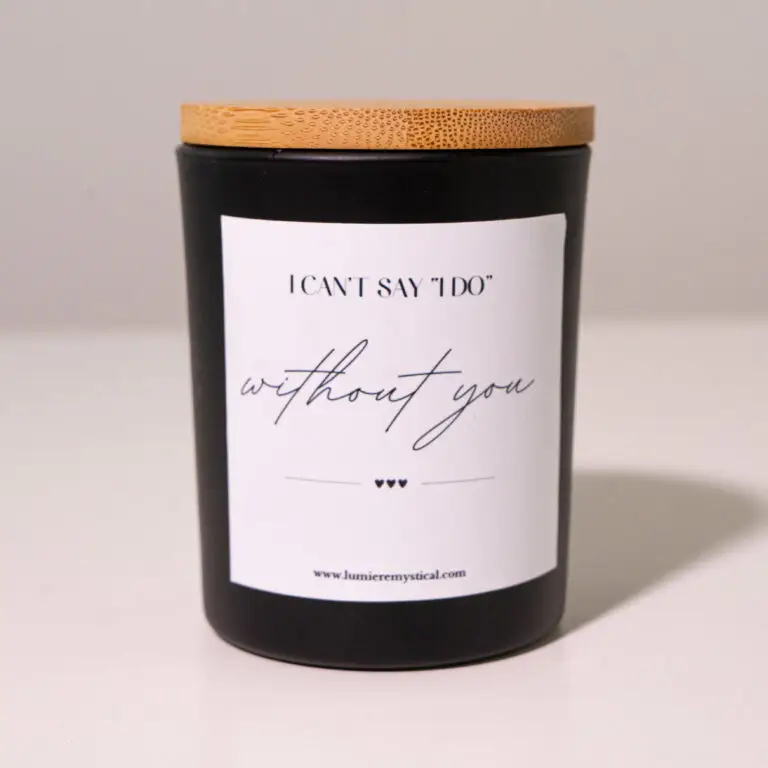 I CAN'T SAY "I DO"
without you
www.lumieremystical.com